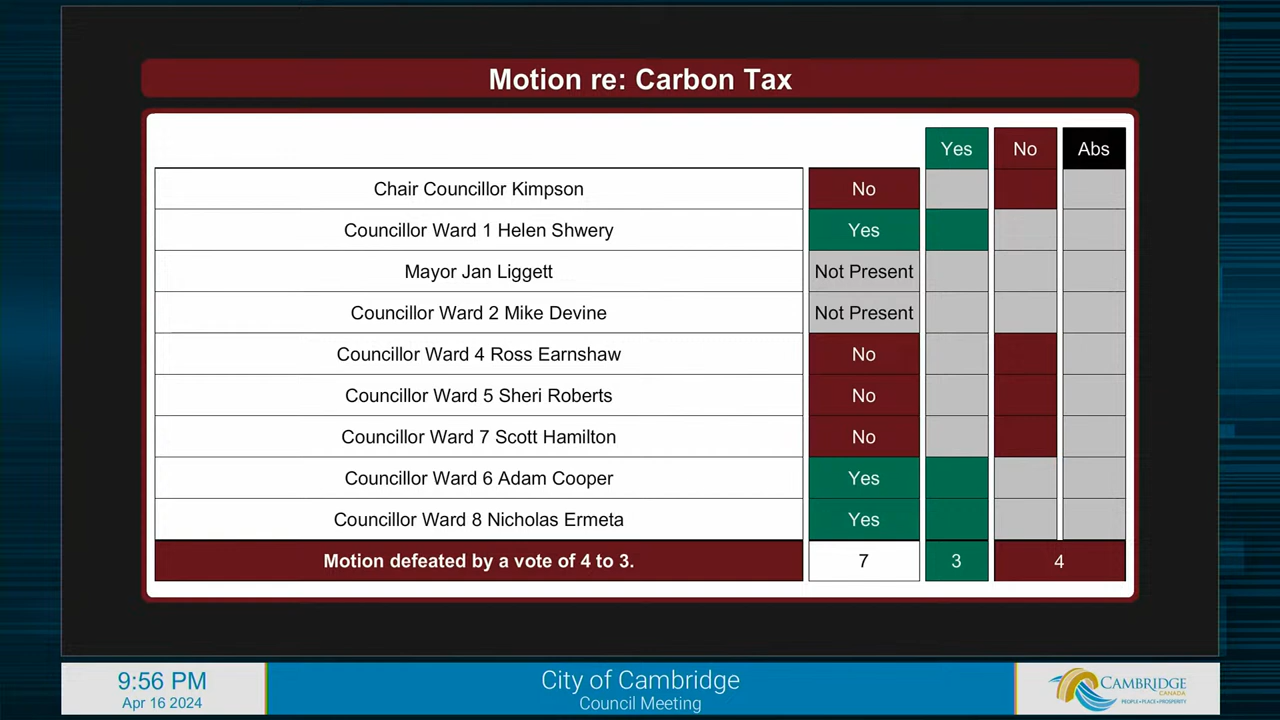 Motion re: Carbon Tax
Yes No Abs
Chair Councillor Kimpson No
Councillor Ward 1 Helen Shwery Yes
Mayor Jan Liggett Not Present
Councillor Ward 2 Mike Devine Not Present
Councillor Ward 4 Ross Earnshaw No
Councillor Ward 5 Sheri Roberts No
Councillor Ward 7 Scott Hamilton No
Councillor Ward 6 Adam Cooper Yes
Councillor Ward 8 Nicholas Ermeta Yes
Motion defeated by a vote of 4 to 3. 7 3 4
9:56 PM
Apr 16 2024
City of Cambridge
Council Meeting
CAMBRIDGE
CANADA
PEOPLE • PLACE • PROSPERITY